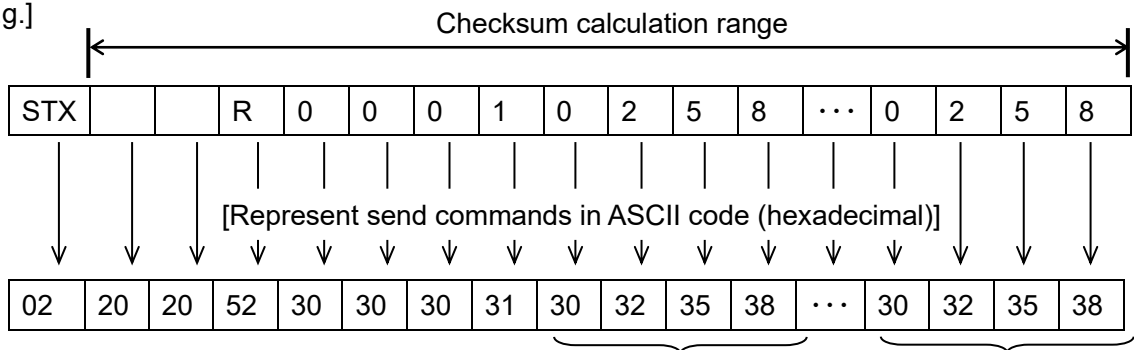 g.]
Checksum calculation range
STX R 0 0 0 1 0 2 5 8 ··· 0 2 5 8
[Represent send commands in ASCII code (hexadecimal)]
02 20 20 52 30 30 30 31 30 32 35 38 ··· 30 32 35 38